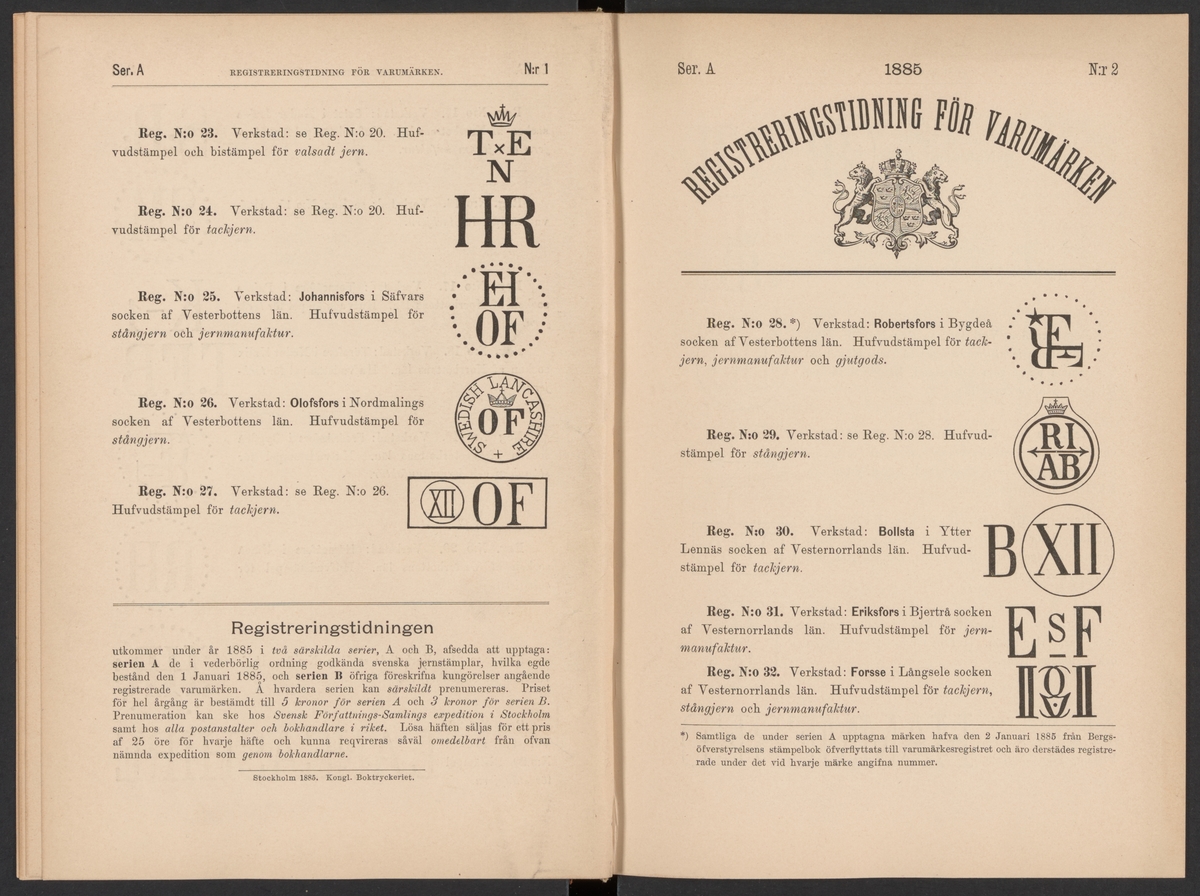 Ser. A REGISTRERINGSTIDNING FÖR VARUMÄRKEN. N:r 1
Reg. N:o 23. Verkstad: se Reg. N:o 20. Huf-
vudstämpel och bistämpel för valsadt jern.
T×E
N
Reg. N:o 24. Verkstad: se Reg. N:o 20. Huf-
vudstämpel för tackjern.
HR
Reg. N:o 25. Verkstad: Johannisfors i Säfvars
socken af Vesterbottens län. Hufvudstämpel för
stångjern och jernmanufaktur.
EH
OF
Reg. N:o 26. Verkstad: Olofsfors i Nordmalings
socken af Vesterbottens län. Hufvudstämpel för
stångjern.
SWEDISH LANCASHIRE +
OF
Reg. N:o 27. Verkstad: se Reg. N:o 26.
Hufvudstämpel för tackjern.
XII OF
Registreringstidningen
utkommer under år 1885 i två särskilda serier, A och B, afsedda att upptaga:
serien A de i vederbörlig ordning godkända svenska jernstämplar, hvilka egde
bestånd den 1 Januari 1885, och serien B öfriga föreskrifna kungörelser angående
registrerade varumärken. Å hvardera serien kan särskildt prenumereras. Priset
för hel årgång är bestämdt till 5 kronor för serien A och 3 kronor för serien B.
Prenumeration kan ske hos Svensk Författnings-Samlings expedition i Stockholm
samt hos alla postanstalter och bokhandlare i riket. Lösa häften säljas för ett pris
af 25 öre för hvarje häfte och kunna reqvireras såväl omedelbart från ofvan
nämnda expedition som genom bokhandlarne.
Stockholm 1885. Kongl. Boktryckeriet.
Ser. A 1885 N:r 2
REGISTRERINGSTIDNING FÖR VARUMÄRKEN
Reg. N:o 28.*) Verkstad: Robertsfors i Bygdeå
socken af Vesterbottens län. Hufvudstämpel för tack-
jern, jernmanufaktur och gjutgods.
Reg. N:o 29. Verkstad: se Reg. N:o 28. Hufvud-
stämpel för stångjern.
RI
AB
Reg. N:o 30. Verkstad: Bollsta i Ytter
Lennäs socken af Vesternorrlands län. Hufvud-
stämpel för tackjern.
B XII
Reg. N:o 31. Verkstad: Eriksfors i Bjertrå socken
af Vesternorrlands län. Hufvudstämpel för jern-
manufaktur.
E S F
Reg. N:o 32. Verkstad: Forsse i Långsele socken
af Vesternorrlands län. Hufvudstämpel för tackjern,
stångjern och jernmanufaktur.
*) Samtliga de under serien A upptagna märken hafva den 2 Januari 1885 från Bergs-
öfverstyrelsens stämpelbok öfverflyttats till varumärkesregistret och äro derstädes registre-
rade under det vid hvarje märke angifna nummer.